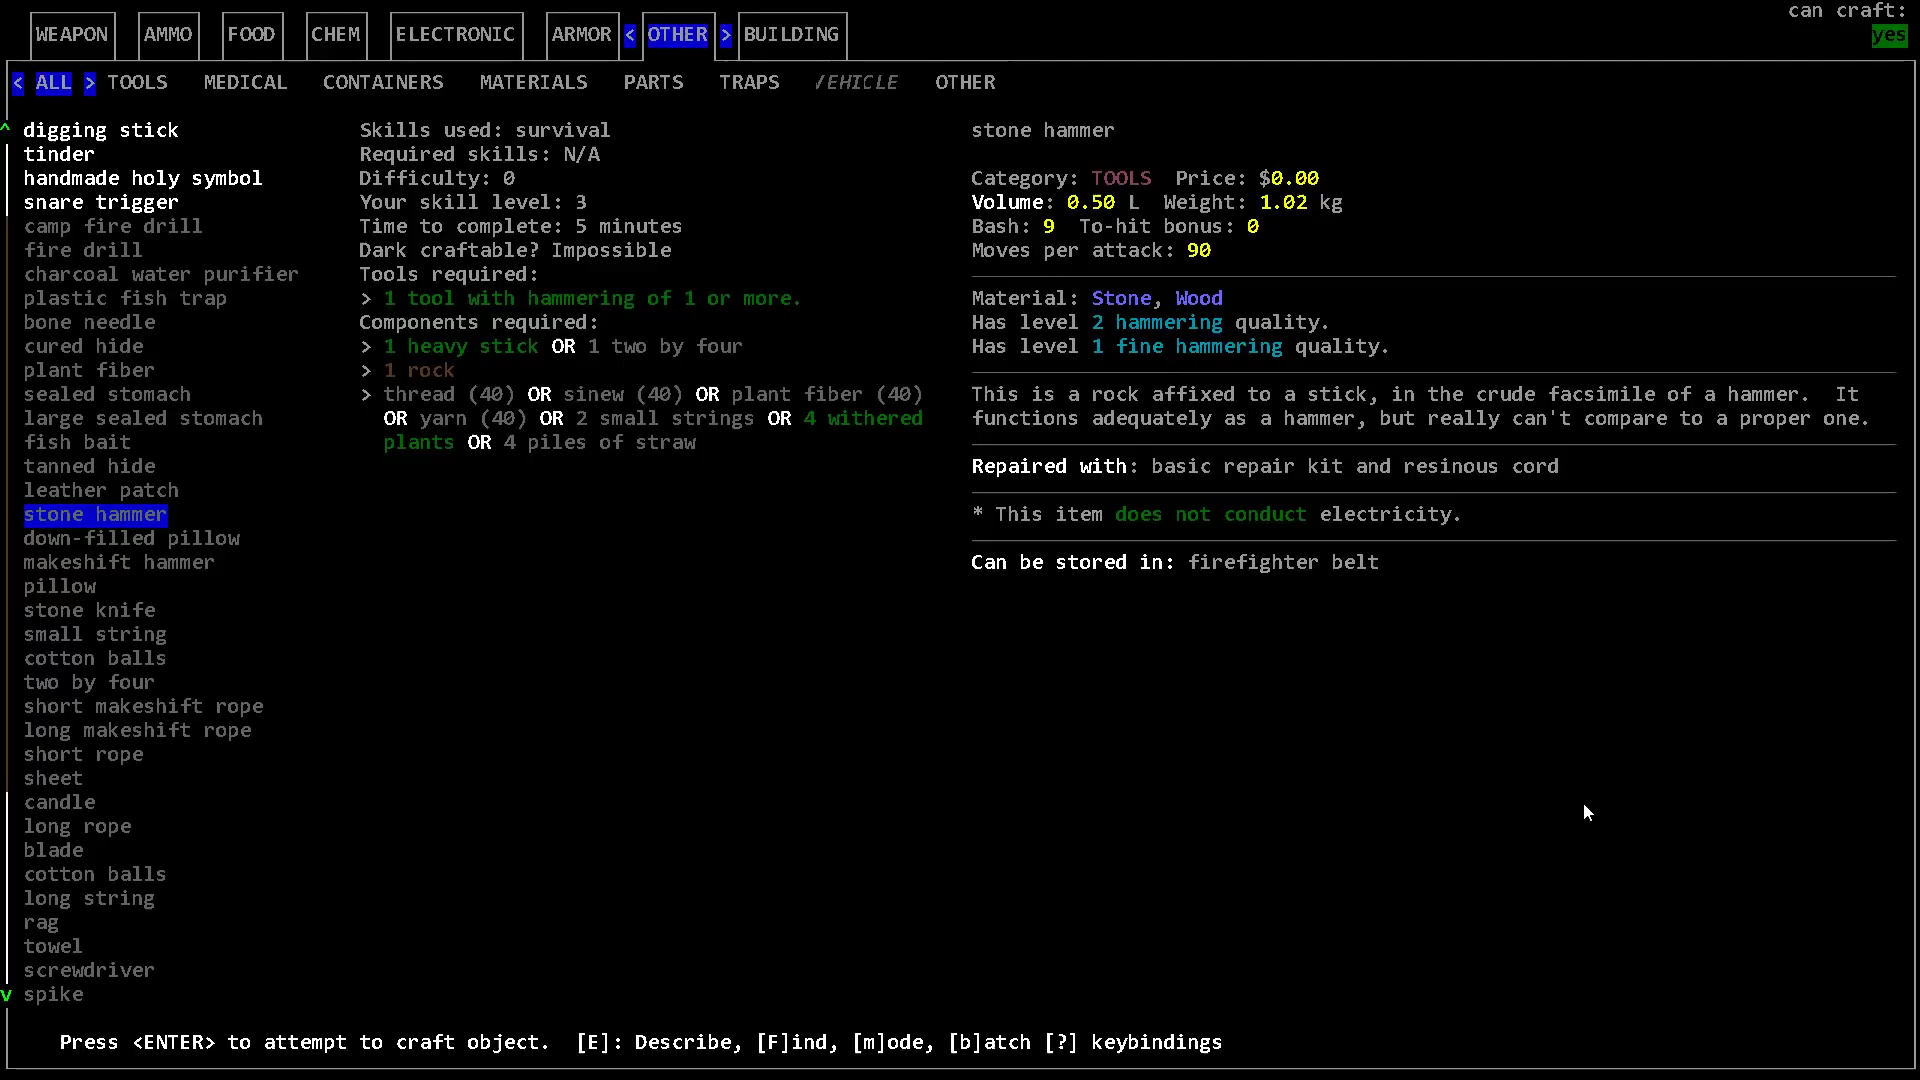 can craft:
WEAPON AMMO FOOD CHEM ELECTRONIC ARMOR < OTHER > BUILDING yes
< ALL > TOOLS MEDICAL CONTAINERS MATERIALS PARTS TRAPS VEHICLE OTHER
^ digging stick Skills used: survival stone hammer
tinder Required skills: N/A
handmade holy symbol Difficulty: 0 Category: TOOLS Price: $0.00
snare trigger Your skill level: 3 Volume: 0.50 L Weight: 1.02 kg
camp fire drill Time to complete: 5 minutes Bash: 9 To-hit bonus: 0
fire drill Dark craftable? Impossible Moves per attack: 90
charcoal water purifier Tools required:
plastic fish trap > 1 tool with hammering of 1 or more. Material: Stone, Wood
bone needle Components required: Has level 2 hammering quality.
cured hide > 1 heavy stick OR 1 two by four Has level 1 fine hammering quality.
plant fiber > 1 rock
sealed stomach > thread (40) OR sinew (40) OR plant fiber (40) This is a rock affixed to a stick, in the crude facsimile of a hammer. It
large sealed stomach OR yarn (40) OR 2 small strings OR 4 withered functions adequately as a hammer, but really can't compare to a proper one.
fish bait plants OR 4 piles of straw
tanned hide Repaired with: basic repair kit and resinous cord
leather patch
stone hammer * This item does not conduct electricity.
down-filled pillow
makeshift hammer Can be stored in: firefighter belt
pillow
stone knife
small string
cotton balls
two by four
short makeshift rope
long makeshift rope
short rope
sheet
candle
long rope
blade
cotton balls
long string
rag
towel
screwdriver
v spike
Press <ENTER> to attempt to craft object. [E]: Describe, [F]ind, [m]ode, [b]atch [?] keybindings